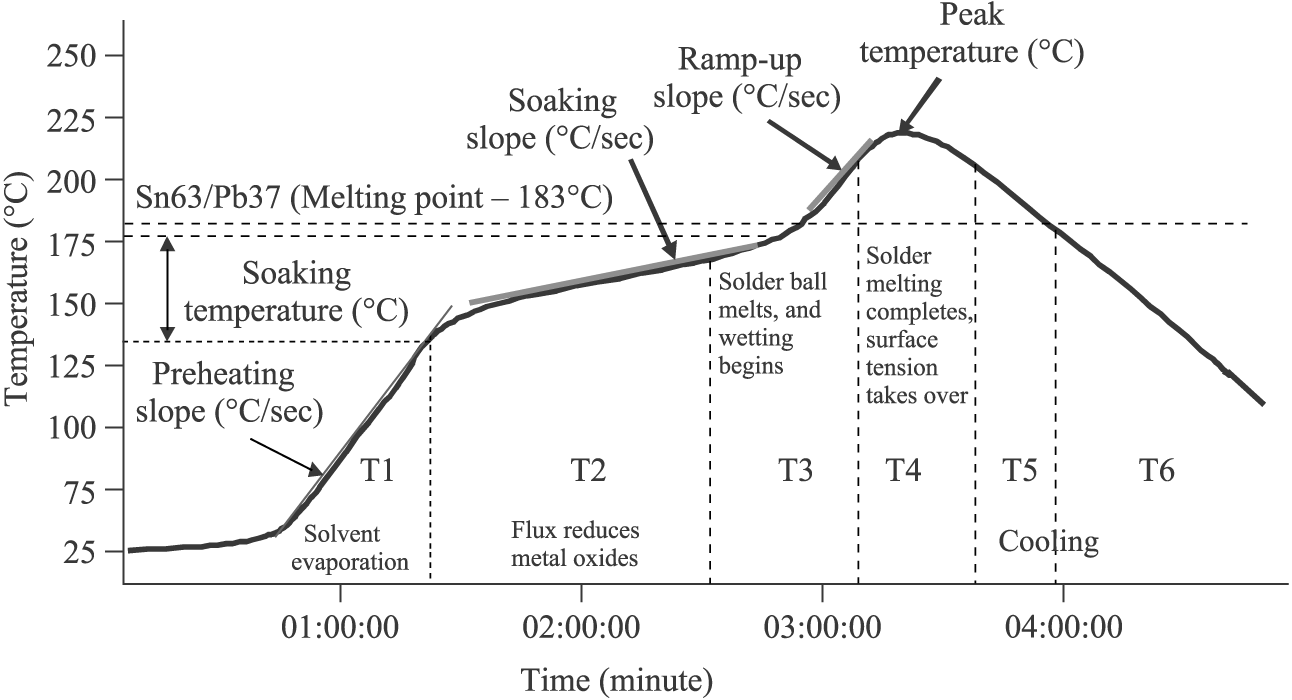 Peak
temperature (°C)
Ramp-up
slope (°C/sec)
Soaking
slope (°C/sec)
Sn63/Pb37 (Melting point – 183°C)
Soaking
temperature (°C)
Preheating
slope (°C/sec)
Solder ball
melts, and
wetting
begins
Solder
melting
completes,
surface
tension
takes over
T1
T2
T3
T4
T5
T6
Solvent
evaporation
Flux reduces
metal oxides
Cooling
Temperature (°C)
250
225
200
175
150
125
100
75
25
01:00:00
02:00:00
03:00:00
04:00:00
Time (minute)